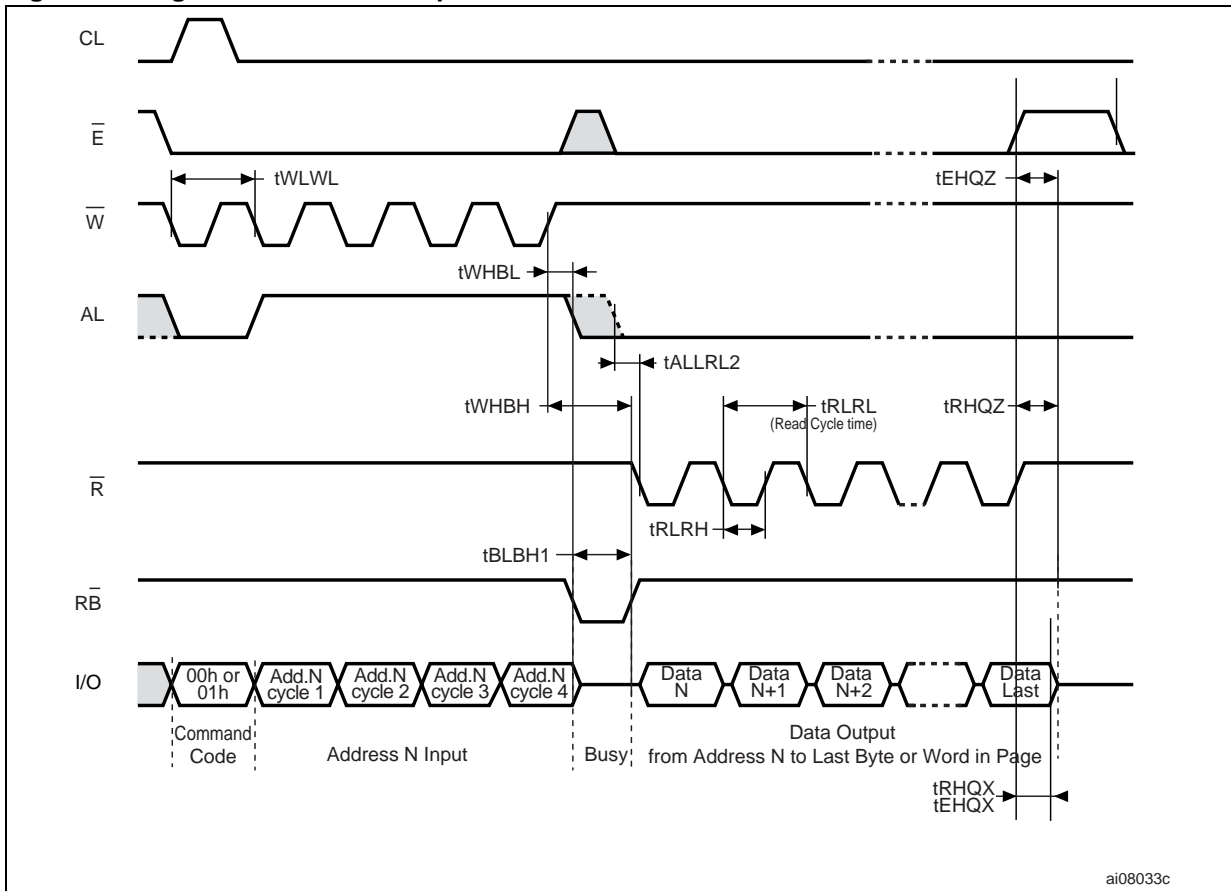 CL
E
tWLWL
tEHQZ
W
tWHBL
AL
tALLRL2
tWHBH
tRLRL
(Read Cycle time)
tRHQZ
R
tRLRH
tBLBH1
RB
I/O
00h or
01h
Add.N
cycle 1
Add.N
cycle 2
Add.N
cycle 3
Add.N
cycle 4
Data
N
Data
N+1
Data
N+2
Data
Last
Command
Code
Address N Input
Busy
Data Output
from Address N to Last Byte or Word in Page
tRHQX
tEHQX
ai08033c